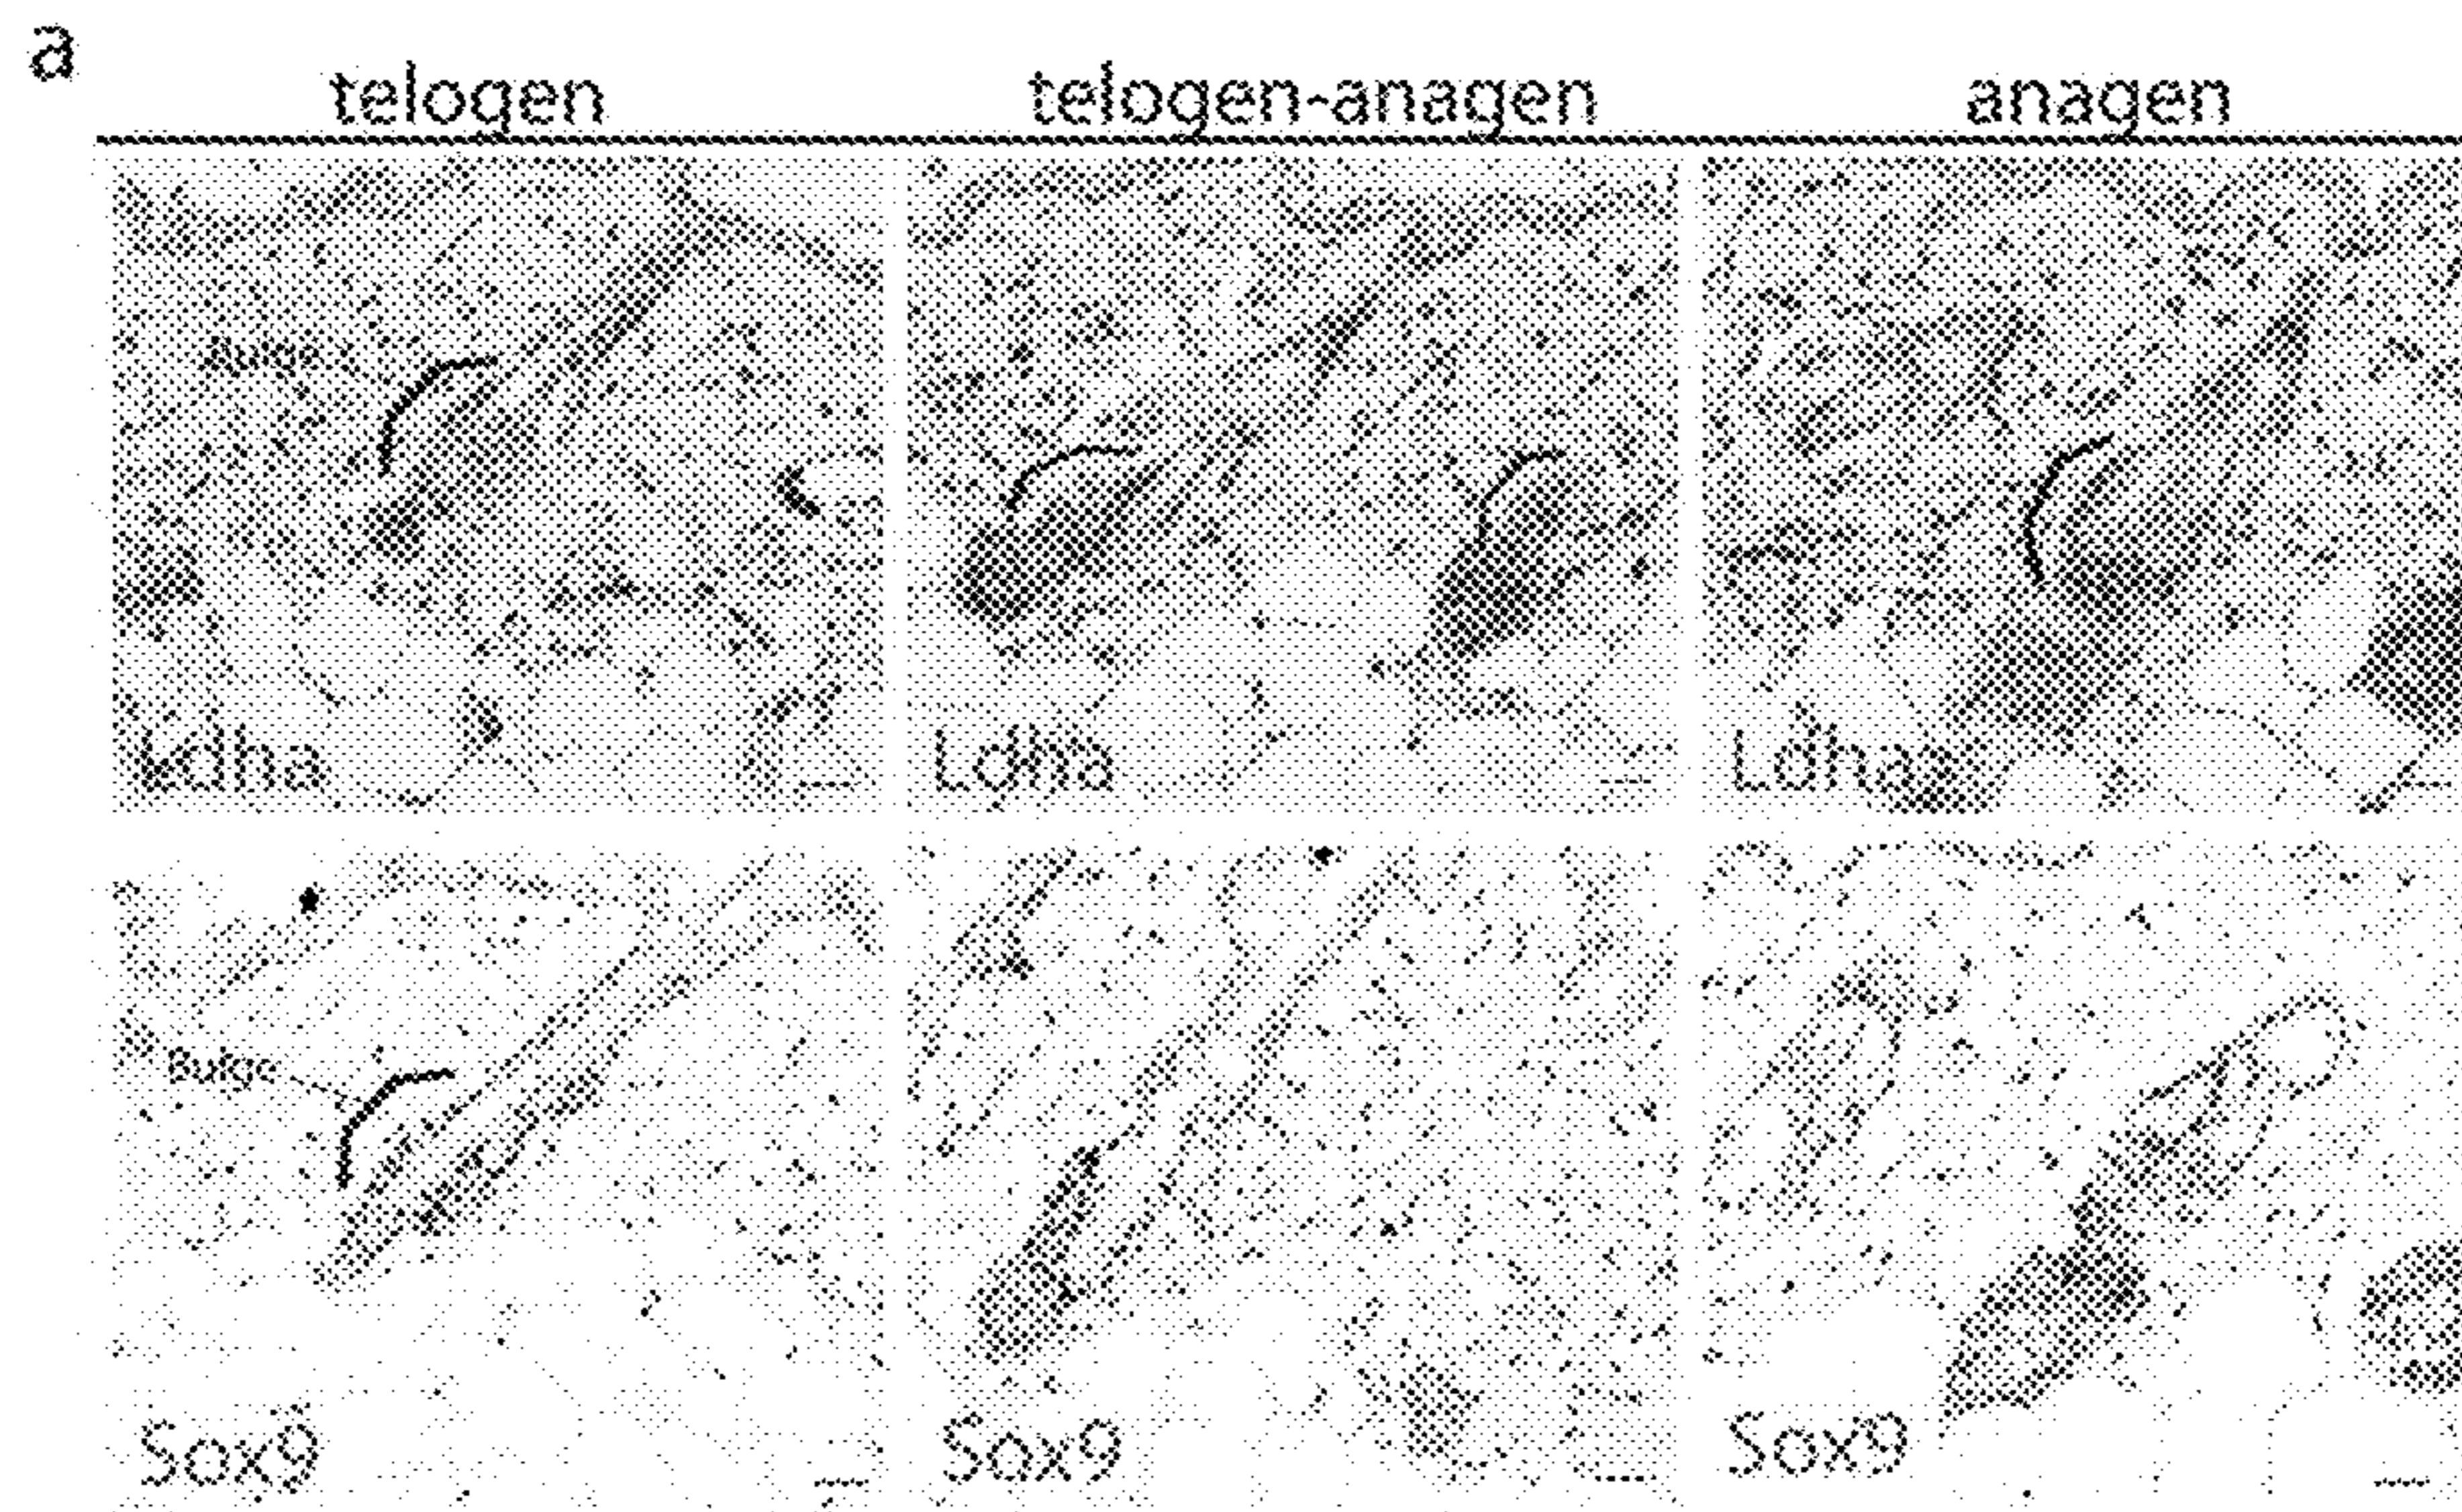 a
telogen telogen-anagen anagen
Bulge
Ldha Ldha Ldha
Bulge
Sox9 Sox9 Sox9